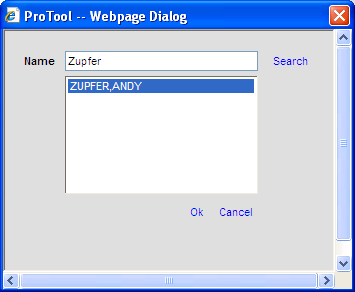 ProTool -- Webpage Dialog
Name Zupfer Search
ZUPFER,ANDY
Ok Cancel